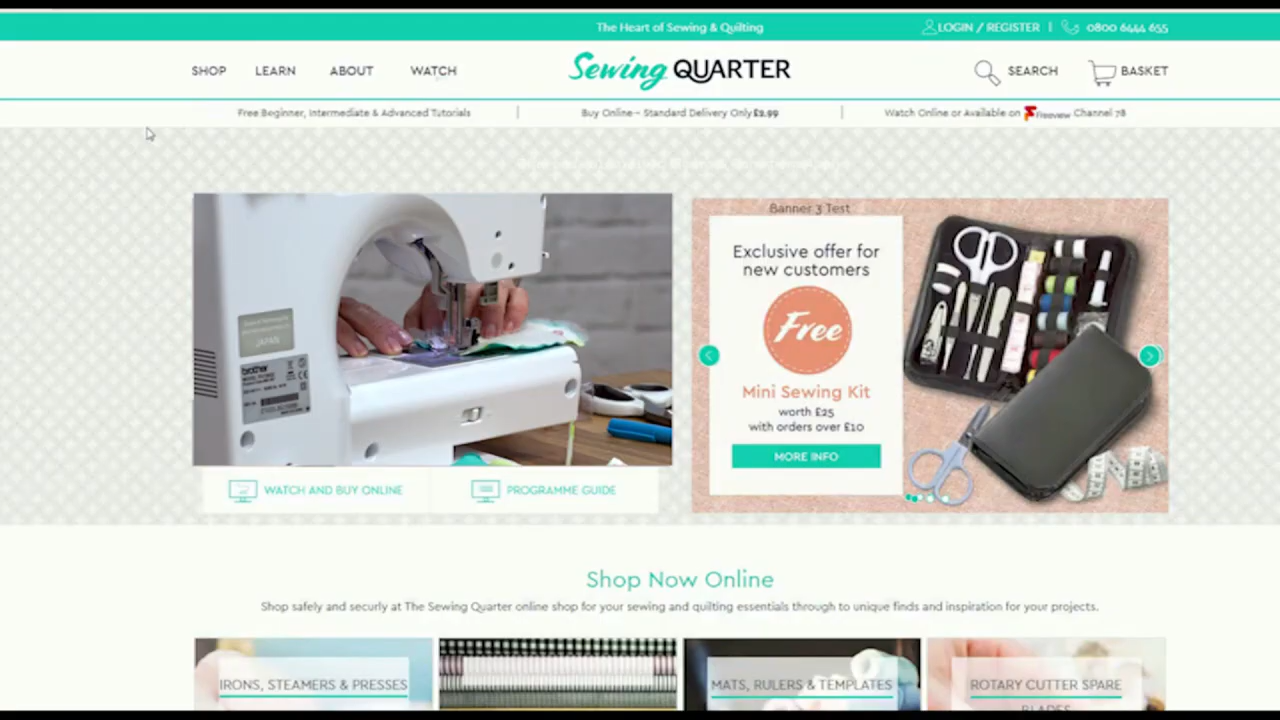 The Heart of Sewing & Quilting
LOGIN / REGISTER | 0800 6444 655
SHOP LEARN ABOUT WATCH
Sewing QUARTER
SEARCH BASKET
Free Beginner, Intermediate & Advanced Tutorials | Buy Online - Standard Delivery Only £2.99 | Watch Online or Available on Freeview Channel 78
Banner 3 Test
Exclusive offer for
new customers
Free
Mini Sewing Kit
worth £25
with orders over £10
MORE INFO
JAPAN
brother
WATCH AND BUY ONLINE
PROGRAMME GUIDE
Shop Now Online
Shop safely and securly at The Sewing Quarter online shop for your sewing and quilting essentials through to unique finds and inspiration for your projects.
IRONS, STEAMERS & PRESSES
MATS, RULERS & TEMPLATES
ROTARY CUTTER SPARE
BLADES